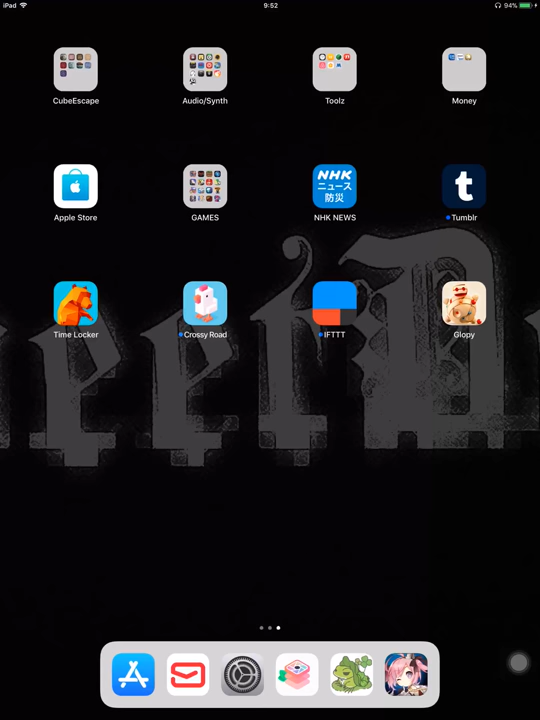 iPad
9:52
94%
CubeEscape
Audio/Synth
Toolz
Money
NHK
ニュース
防災
t
Apple Store
GAMES
NHK NEWS
Tumblr
Time Locker
Crossy Road
IFTTT
Glopy